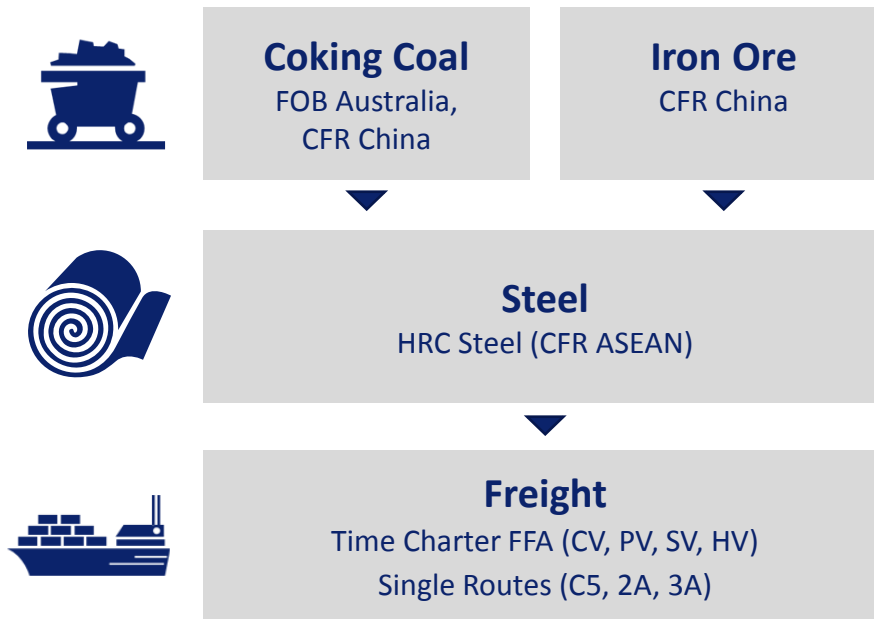 Coking Coal
FOB Australia,
CFR China
Iron Ore
CFR China
Steel
HRC Steel (CFR ASEAN)
Freight
Time Charter FFA (CV, PV, SV, HV)
Single Routes (C5, 2A, 3A)